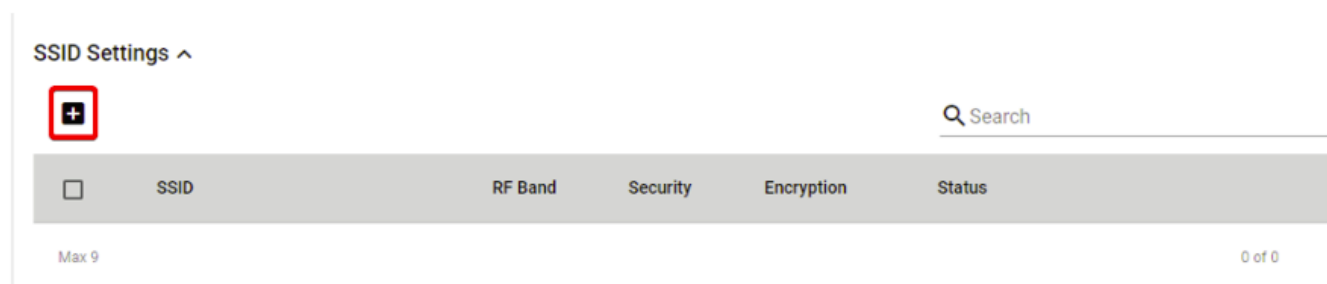 SSID Settings
Search
SSID RF Band Security Encryption Status
Max 9 0 of 0